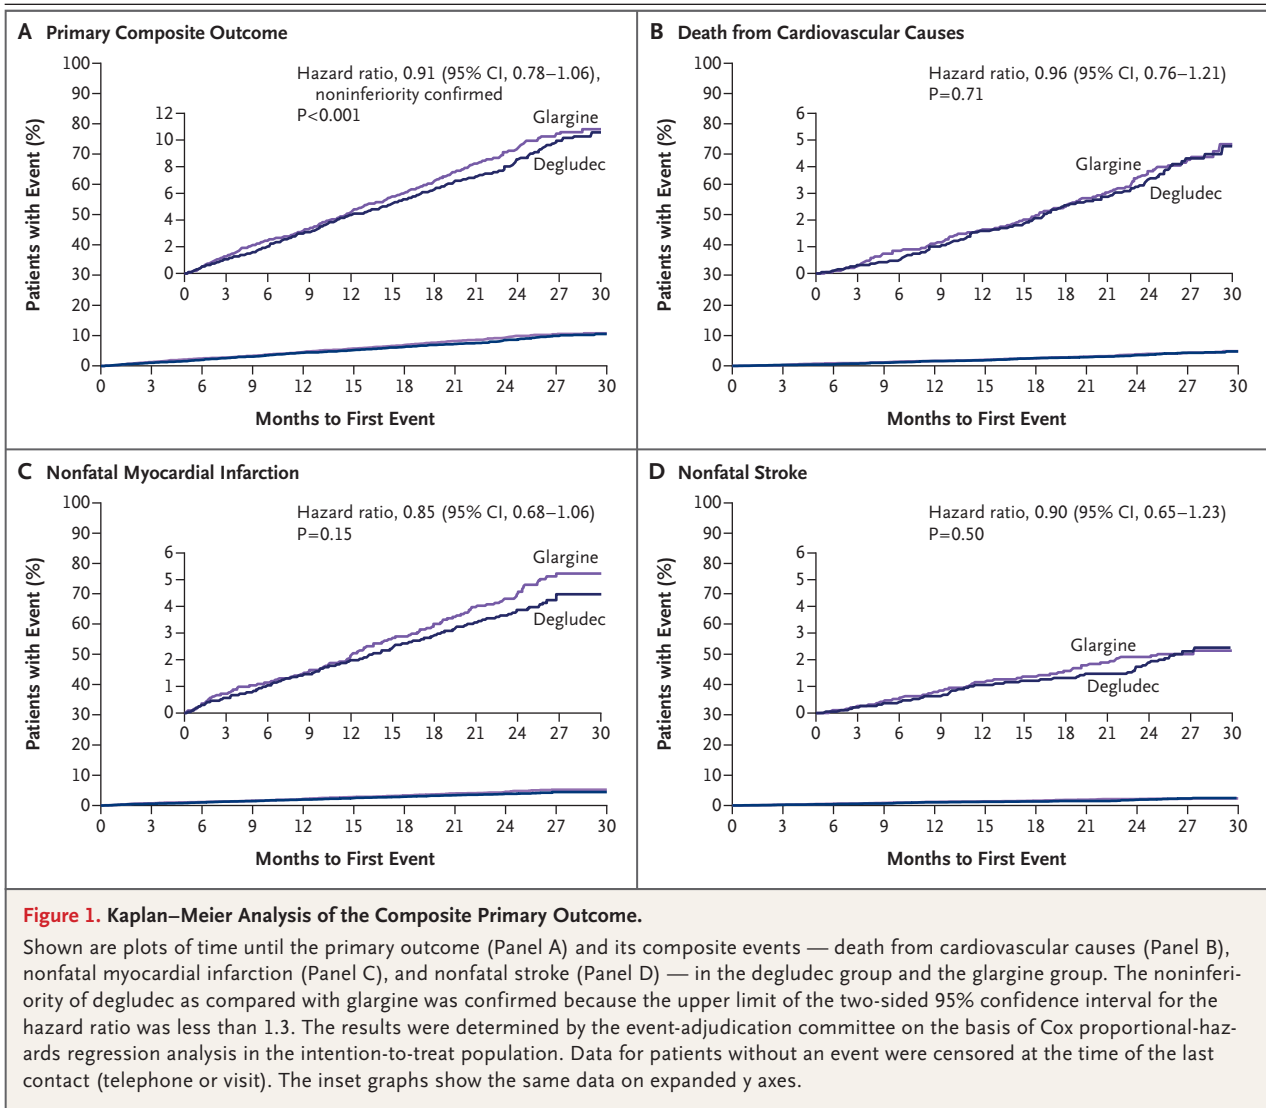 A Primary Composite Outcome
Hazard ratio, 0.91 (95% CI, 0.78–1.06),
noninferiority confirmed
P<0.001
Patients with Event (%)
100
90
80
70
60
50
40
30
20
10
0
12
10
8
6
4
2
0
Glargine
Degludec
0 3 6 9 12 15 18 21 24 27 30
0 3 6 9 12 15 18 21 24 27 30
Months to First Event
B Death from Cardiovascular Causes
Hazard ratio, 0.96 (95% CI, 0.76–1.21)
P=0.71
Patients with Event (%)
100
90
80
70
60
50
40
30
20
10
0
6
5
4
3
2
1
0
Glargine
Degludec
0 3 6 9 12 15 18 21 24 27 30
0 3 6 9 12 15 18 21 24 27 30
Months to First Event
C Nonfatal Myocardial Infarction
Hazard ratio, 0.85 (95% CI, 0.68–1.06)
P=0.15
Patients with Event (%)
100
90
80
70
60
50
40
30
20
10
0
6
5
4
3
2
1
0
Glargine
Degludec
0 3 6 9 12 15 18 21 24 27 30
0 3 6 9 12 15 18 21 24 27 30
Months to First Event
D Nonfatal Stroke
Hazard ratio, 0.90 (95% CI, 0.65–1.23)
P=0.50
Patients with Event (%)
100
90
80
70
60
50
40
30
20
10
0
6
5
4
3
2
1
0
Glargine
Degludec
0 3 6 9 12 15 18 21 24 27 30
0 3 6 9 12 15 18 21 24 27 30
Months to First Event
Figure 1. Kaplan–Meier Analysis of the Composite Primary Outcome.
Shown are plots of time until the primary outcome (Panel A) and its composite events — death from cardiovascular causes (Panel B),
nonfatal myocardial infarction (Panel C), and nonfatal stroke (Panel D) — in the degludec group and the glargine group. The noninferi-
ority of degludec as compared with glargine was confirmed because the upper limit of the two-sided 95% confidence interval for the
hazard ratio was less than 1.3. The results were determined by the event-adjudication committee on the basis of Cox proportional-haz-
ards regression analysis in the intention-to-treat population. Data for patients without an event were censored at the time of the last
contact (telephone or visit). The inset graphs show the same data on expanded y axes.